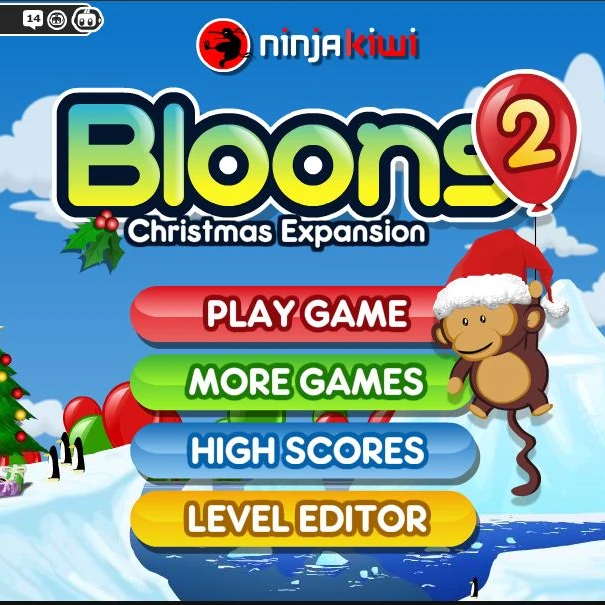 14
ninjakiwi
Bloons
2
Christmas Expansion
PLAY GAME
MORE GAMES
HIGH SCORES
LEVEL EDITOR